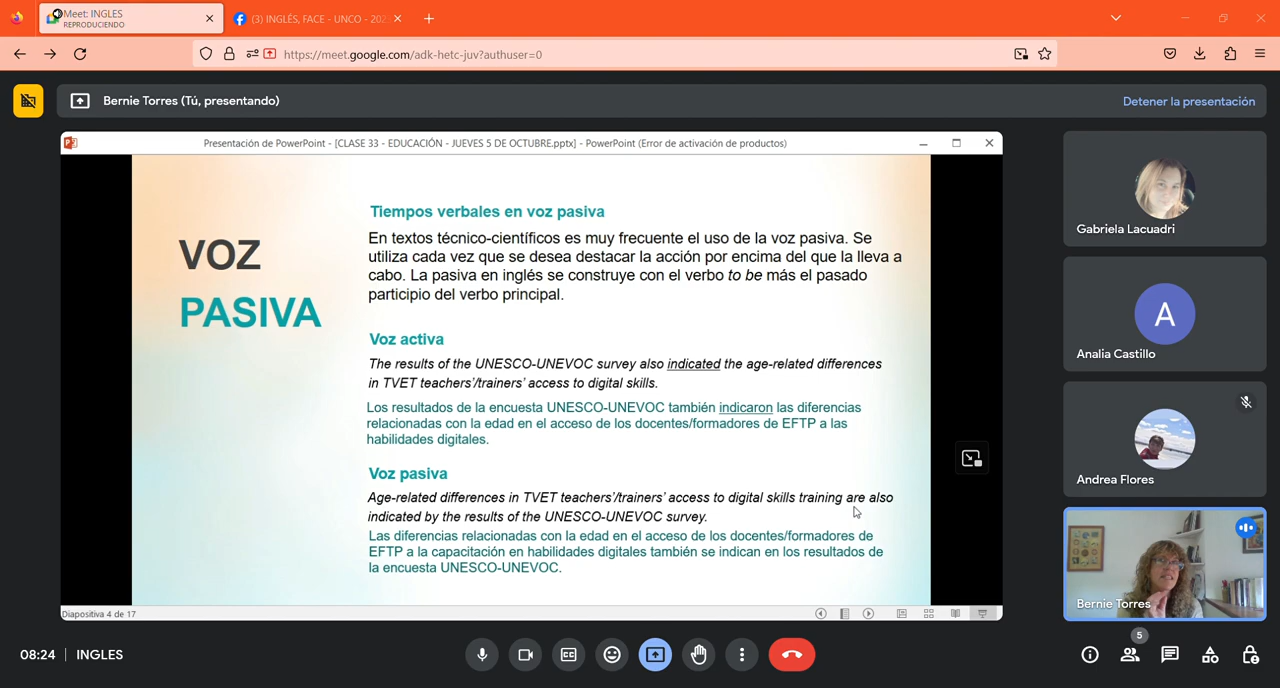 Meet: INGLES
REPRODUCIENDO
(3) INGLÉS, FACE - UNCO - 202
https://meet.google.com/adk-hetc-juv?authuser=0
Bernie Torres (Tú, presentando)
Detener la presentación
Presentación de PowerPoint - [CLASE 33 - EDUCACIÓN - JUEVES 5 DE OCTUBRE.pptx] - PowerPoint (Error de activación de productos)
VOZ
PASIVA
Tiempos verbales en voz pasiva
En textos técnico-científicos es muy frecuente el uso de la voz pasiva. Se
utiliza cada vez que se desea destacar la acción por encima del que la lleva a
cabo. La pasiva en inglés se construye con el verbo to be más el pasado
participio del verbo principal.
Voz activa
The results of the UNESCO-UNEVOC survey also indicated the age-related differences
in TVET teachers'/trainers' access to digital skills.
Los resultados de la encuesta UNESCO-UNEVOC también indicaron las diferencias
relacionadas con la edad en el acceso de los docentes/formadores de EFTP a las
habilidades digitales.
Voz pasiva
Age-related differences in TVET teachers'/trainers' access to digital skills training are also
indicated by the results of the UNESCO-UNEVOC survey.
Las diferencias relacionadas con la edad en el acceso de los docentes/formadores de
EFTP a la capacitación en habilidades digitales también se indican en los resultados de
la encuesta UNESCO-UNEVOC.
Diapositiva 4 de 17
Gabriela Lacuadri
A
Analia Castillo
Andrea Flores
Bernie Torres
08:24 | INGLES
5